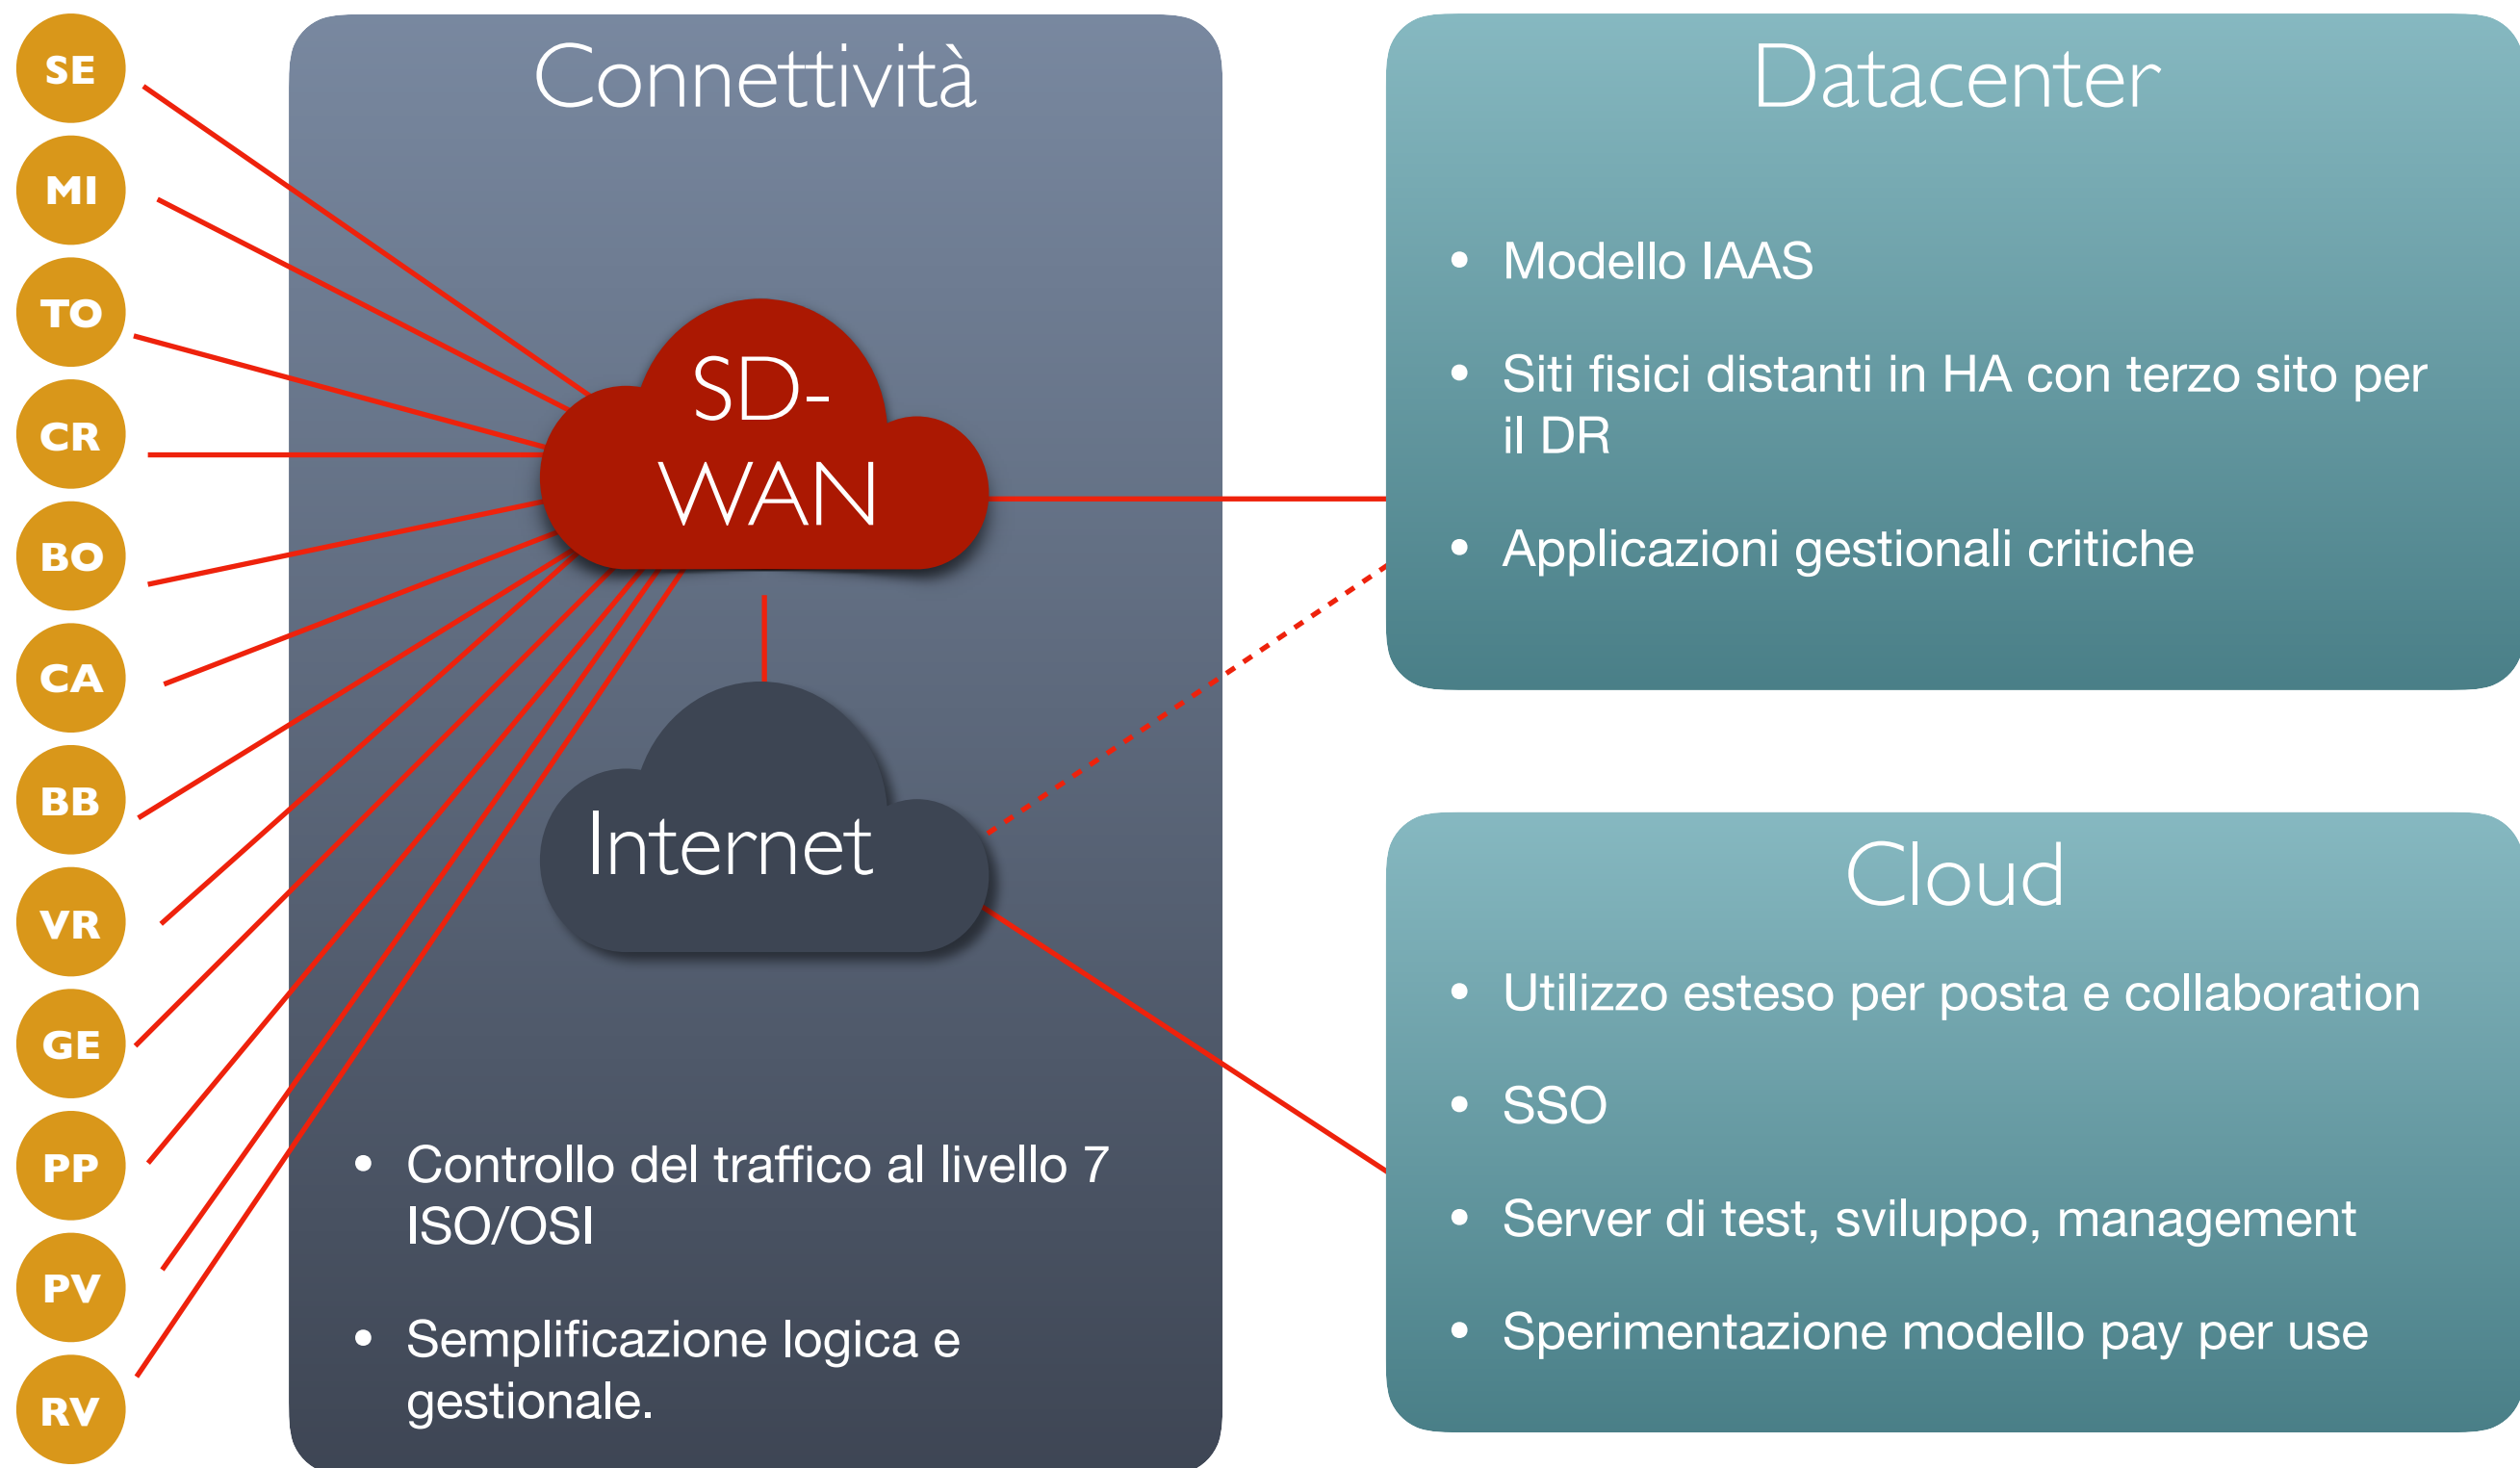 SE
MI
TO
CR
BO
CA
BB
VR
GE
PP
PV
RV
Connettività
SD-
WAN
Internet
• Controllo del traffico al livello 7
ISO/OSI
• Semplificazione logica e
gestionale.
Datacenter
• Modello IAAS
• Siti fisici distanti in HA con terzo sito per
il DR
• Applicazioni gestionali critiche
Cloud
• Utilizzo esteso per posta e collaboration
• SSO
• Server di test, sviluppo, management
• Sperimentazione modello pay per use